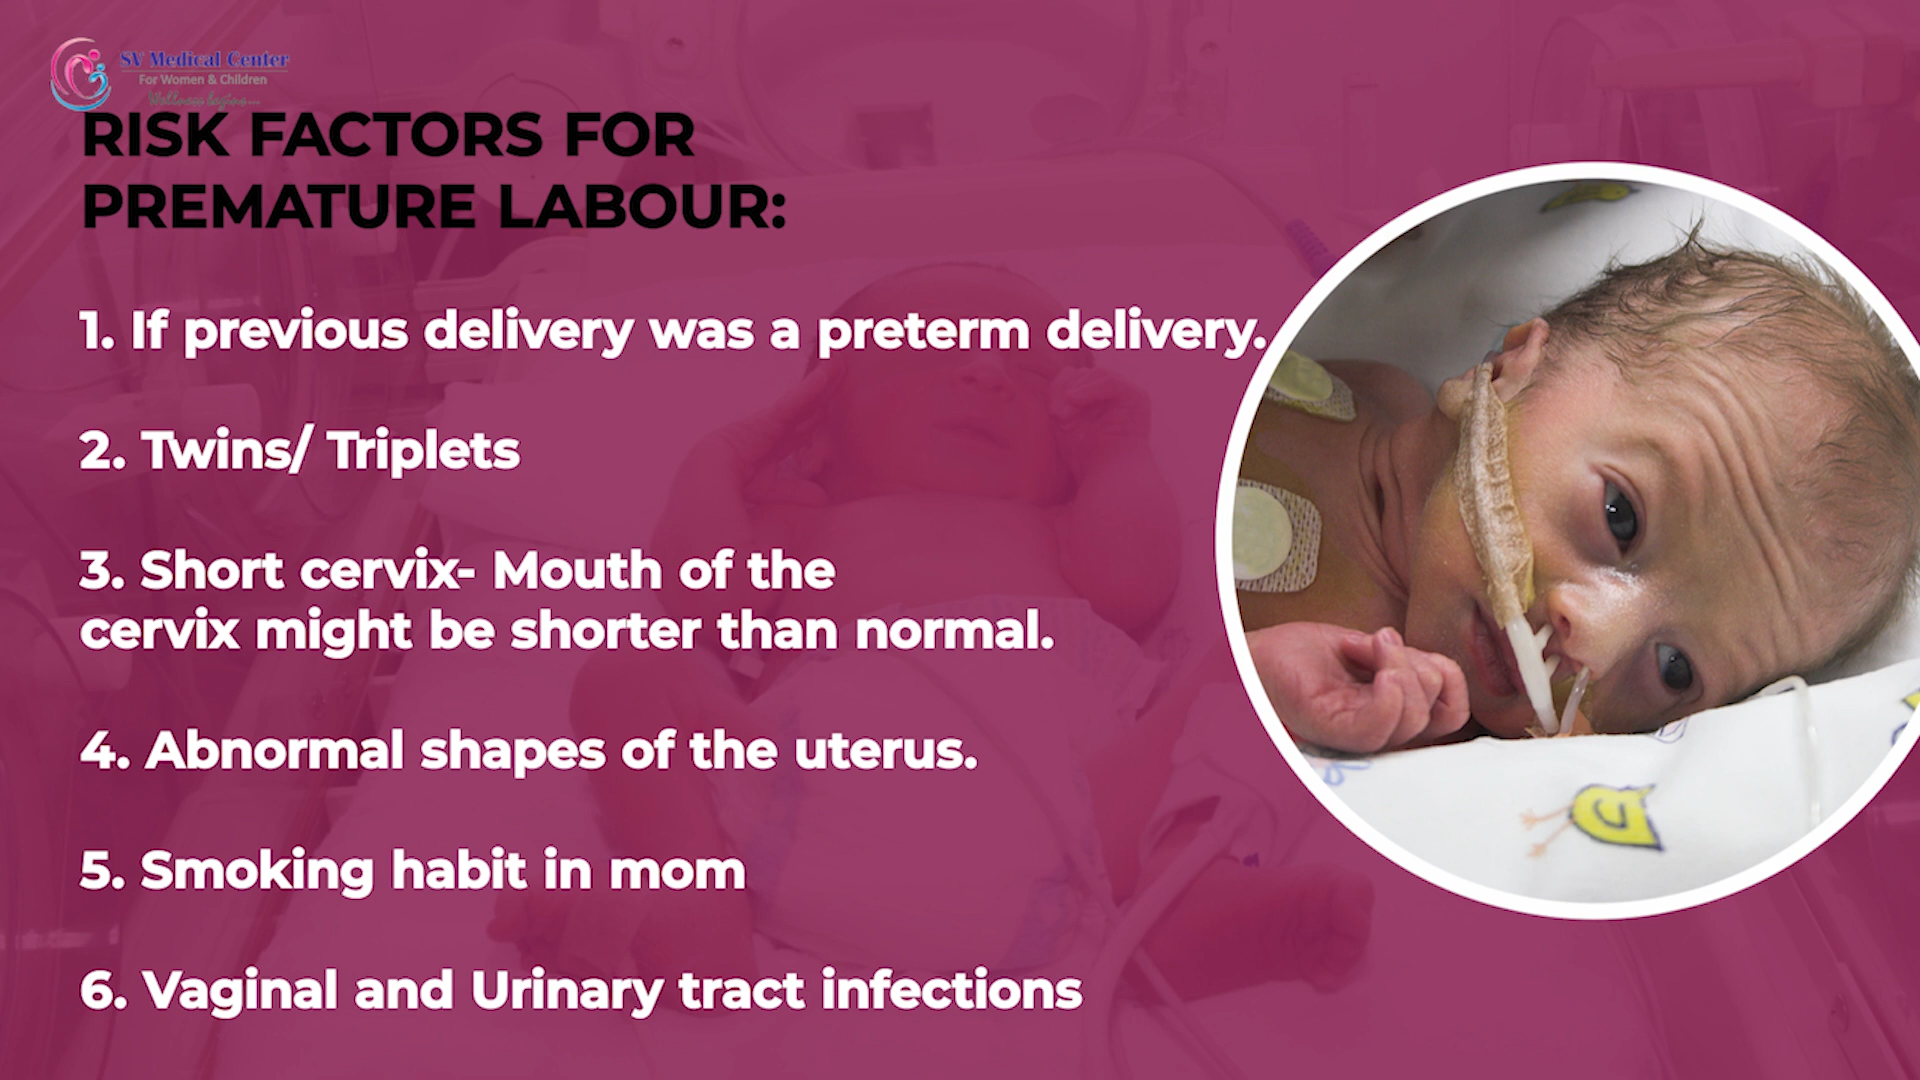 SV Medical Center
For Women & Children
Wellness begins...
RISK FACTORS FOR
PREMATURE LABOUR:
1. If previous delivery was a preterm delivery.
2. Twins/ Triplets
3. Short cervix- Mouth of the
cervix might be shorter than normal.
4. Abnormal shapes of the uterus.
5. Smoking habit in mom
6. Vaginal and Urinary tract infections